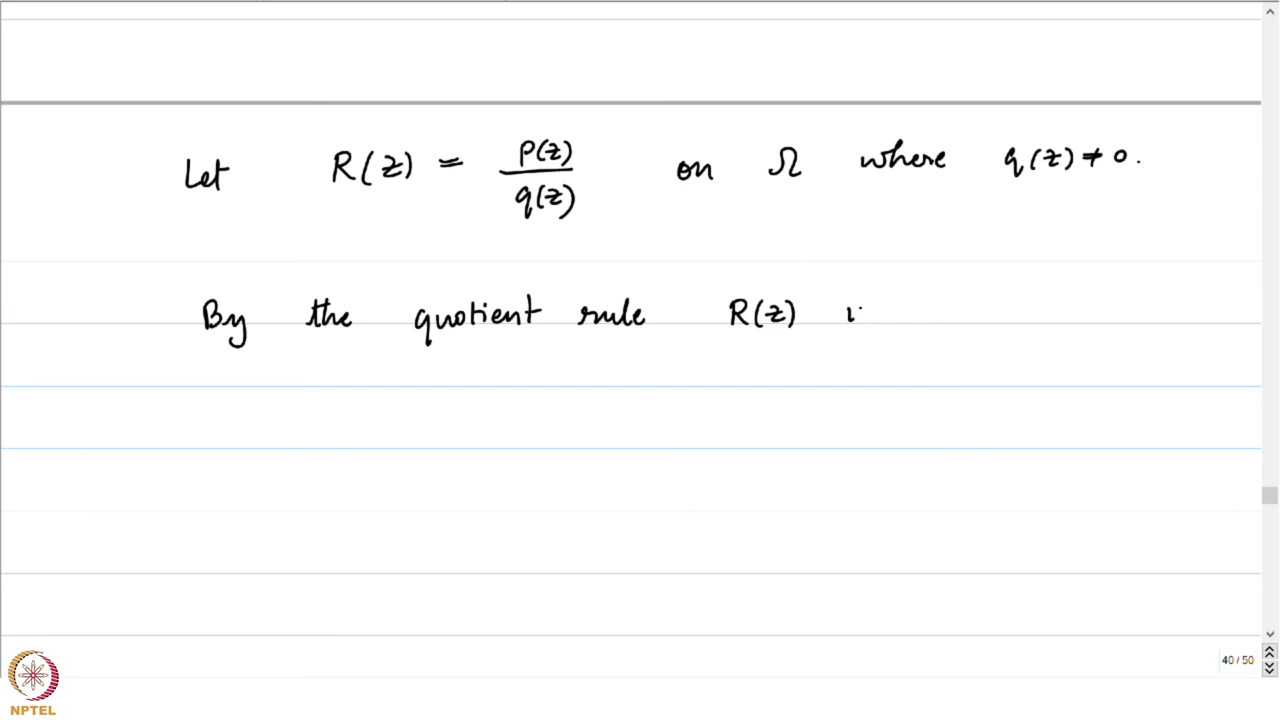 Let R(z) = p(z)/q(z) on Ω where q(z) ≠ 0.
By the quotient rule R(z)
40 / 50
NPTEL